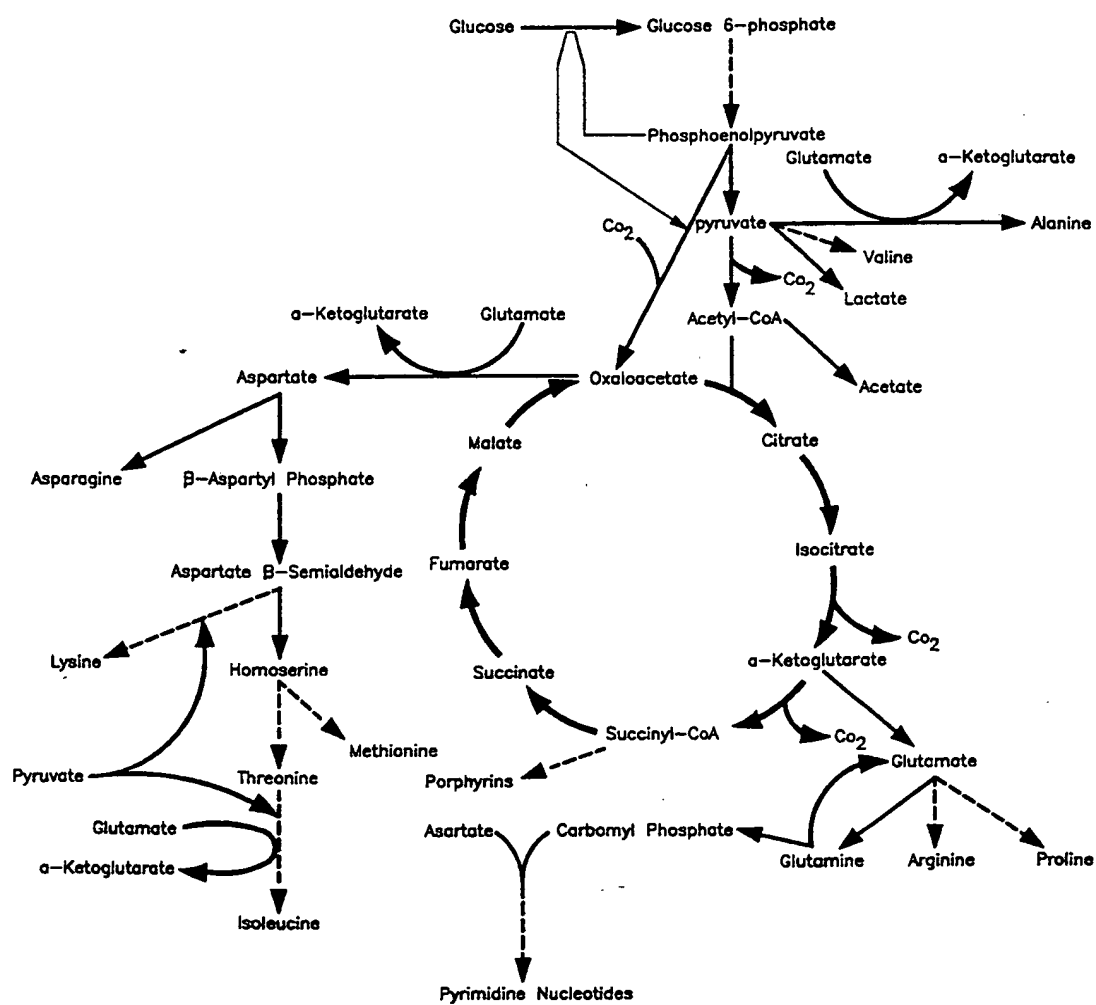 Glucose
Glucose 6-phosphate
Phosphoenolpyruvate
Glutamate
a-Ketoglutarate
Co2
pyruvate
Alanine
Valine
Co2
Lactate
a-Ketoglutarate
Glutamate
Acetyl-CoA
Aspartate
Oxaloacetate
Acetate
Malate
Citrate
Asparagine
β-Aspartyl Phosphate
Isocitrate
Fumarate
Aspartate β-Semialdehyde
Co2
Lysine
Homoserine
Succinate
a-Ketoglutarate
Succinyl-CoA
Co2
Methionine
Glutamate
Pyruvate
Threonine
Porphyrins
Glutamate
Asartate
Carbomyl Phosphate
a-Ketoglutarate
Glutamine
Arginine
Proline
Isoleucine
Pyrimidine Nucleotides